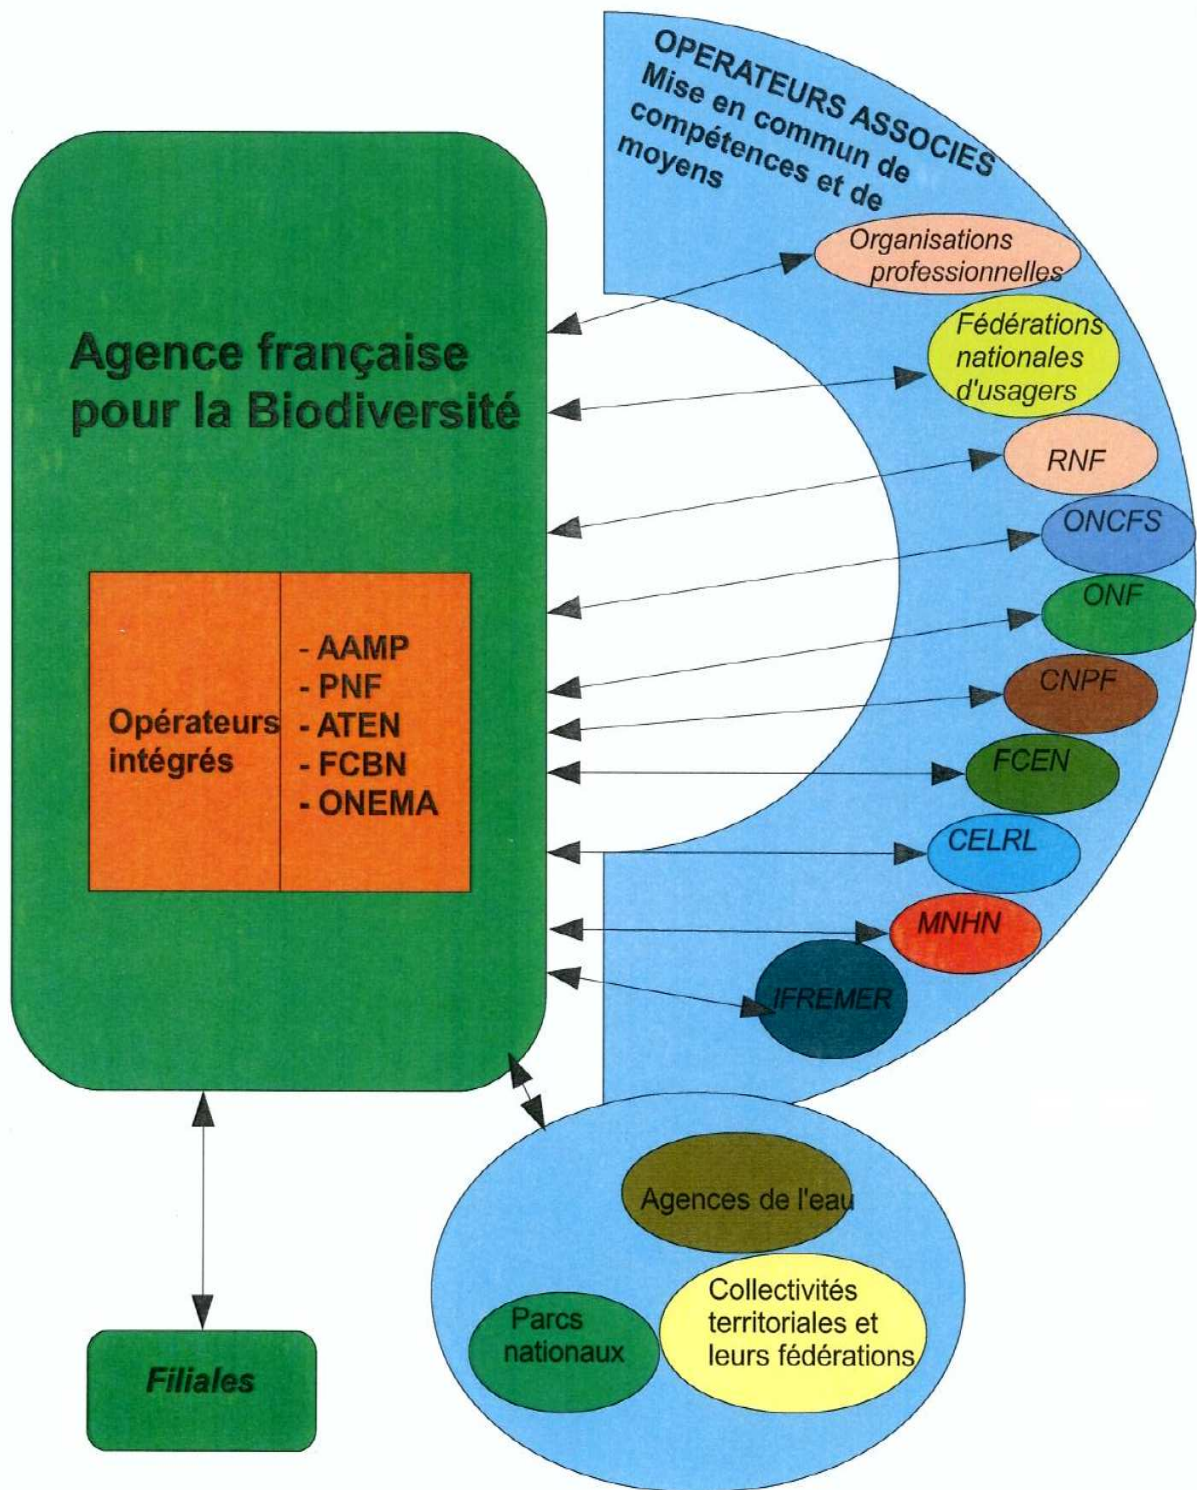 OPERATEURS ASSOCIES
Mise en commun de
compétences et de
moyens
Organisations
professionnelles
Fédérations
nationales
d'usagers
RNF
ONCFS
ONF
CNPF
FCEN
CELRL
MNHN
IFREMER
Agence française
pour la Biodiversité
Opérateurs
intégrés
- AAMP
- PNF
- ATEN
- FCBN
- ONEMA
Agences de l'eau
Collectivités
territoriales et
leurs fédérations
Parcs
nationaux
Filiales